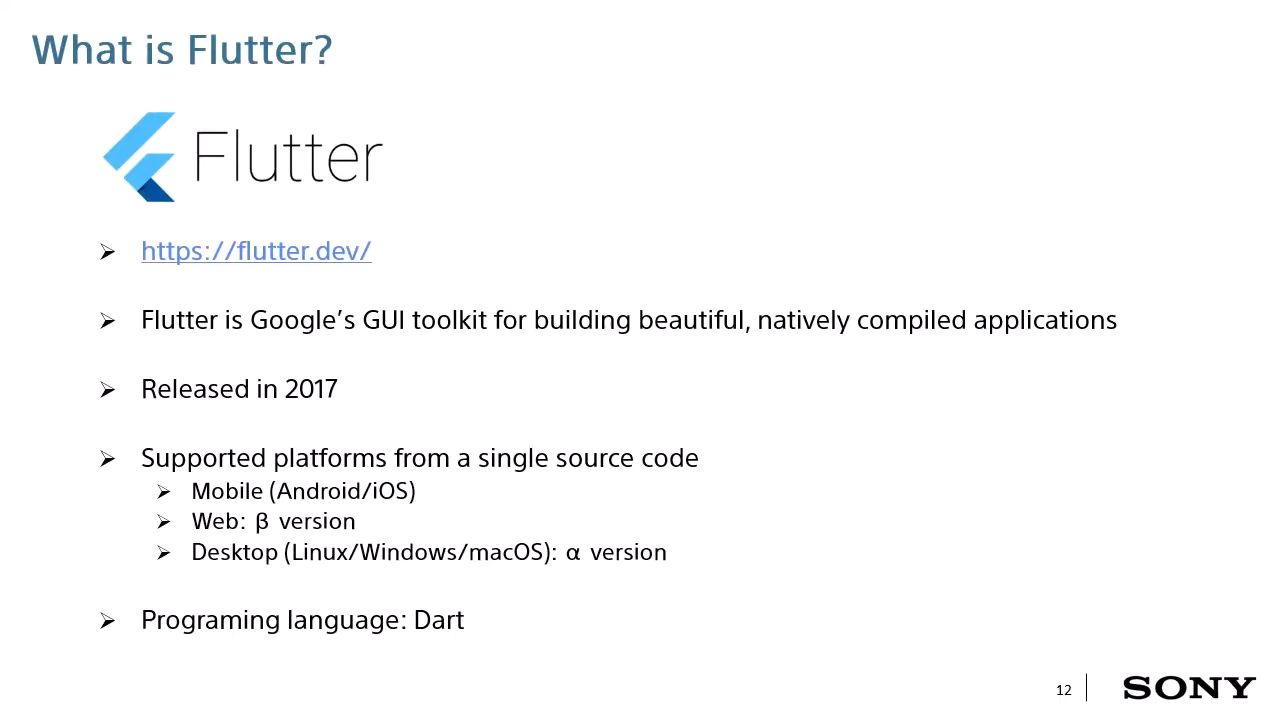 What is Flutter?
Flutter
https://flutter.dev/
Flutter is Google's GUI toolkit for building beautiful, natively compiled applications
Released in 2017
Supported platforms from a single source code
Mobile (Android/iOS)
Web: β version
Desktop (Linux/Windows/macOS): α version
Programing language: Dart
12
SONY